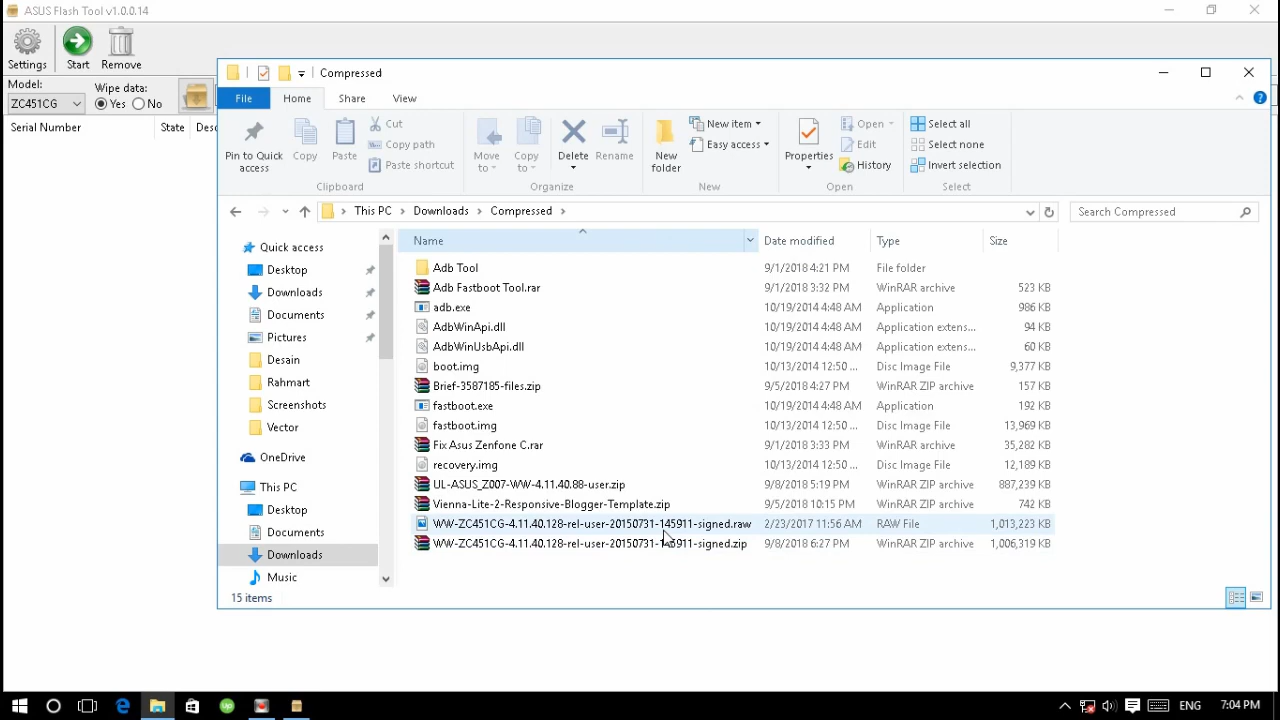 ASUS Flash Tool v1.0.0.14
Settings
Start
Remove
Model:
ZC451CG
Wipe data:
Yes
No
Serial Number
State
Compressed
File
Home
Share
View
Pin to Quick access
Copy
Paste
Cut
Copy path
Paste shortcut
Clipboard
Move to
Copy to
Delete
Rename
Organize
New folder
New item
Easy access
New
Properties
Open
Edit
History
Open
Select all
Select none
Invert selection
Select
This PC
Downloads
Compressed
Search Compressed
Name
Date modified
Type
Size
Quick access
Desktop
Downloads
Documents
Pictures
Desain
Rahmart
Screenshots
Vector
OneDrive
This PC
Desktop
Documents
Downloads
Music
Adb Tool 9/1/2018 4:21 PM File folder
Adb Fastboot Tool.rar 9/1/2018 3:32 PM WinRAR archive 523 KB
adb.exe 10/19/2014 4:48 AM Application 986 KB
AdbWinApi.dll 10/19/2014 4:48 AM Application extens... 94 KB
AdbWinUsbApi.dll 10/19/2014 4:48 AM Application extens... 60 KB
boot.img 10/13/2014 12:50 ... Disc Image File 9,377 KB
Brief-3587185-files.zip 9/5/2018 4:27 PM WinRAR ZIP archive 157 KB
fastboot.exe 10/19/2014 4:48 AM Application 192 KB
fastboot.img 10/13/2014 12:50 ... Disc Image File 13,969 KB
Fix Asus Zenfone C.rar 9/1/2018 3:33 PM WinRAR archive 35,282 KB
recovery.img 10/13/2014 12:50 ... Disc Image File 12,189 KB
UL-ASUS_Z007-WW-4.11.40.88-user.zip 9/8/2018 5:19 PM WinRAR ZIP archive 887,239 KB
Vienna-Lite-2-Responsive-Blogger-Template.zip 9/5/2018 10:15 PM WinRAR ZIP archive 742 KB
WW-ZC451CG-4.11.40.128-rel-user-20150731-145911-signed.raw 2/23/2017 11:56 AM RAW File 1,013,223 KB
WW-ZC451CG-4.11.40.128-rel-user-20150731-145911-signed.zip 9/8/2018 6:27 PM WinRAR ZIP archive 1,006,319 KB
15 items
ENG
7:04 PM